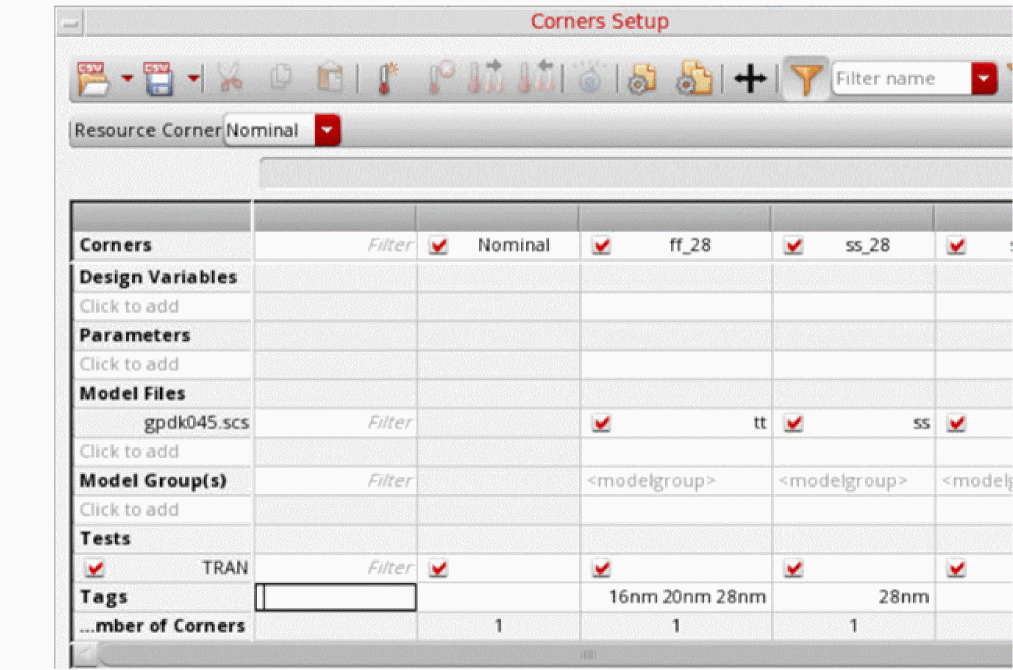 Corners Setup
CSV CSV Filter name
Resource Corner Nominal
Corners Filter Nominal ff_28 ss_28
Design Variables
Click to add
Parameters
Click to add
Model Files
gpdk045.scs Filter tt ss
Click to add
Model Group(s) Filter <modelgroup> <modelgroup> <modelg
Click to add
Tests
TRAN Filter
Tags 16nm 20nm 28nm 28nm
...mber of Corners 1 1 1